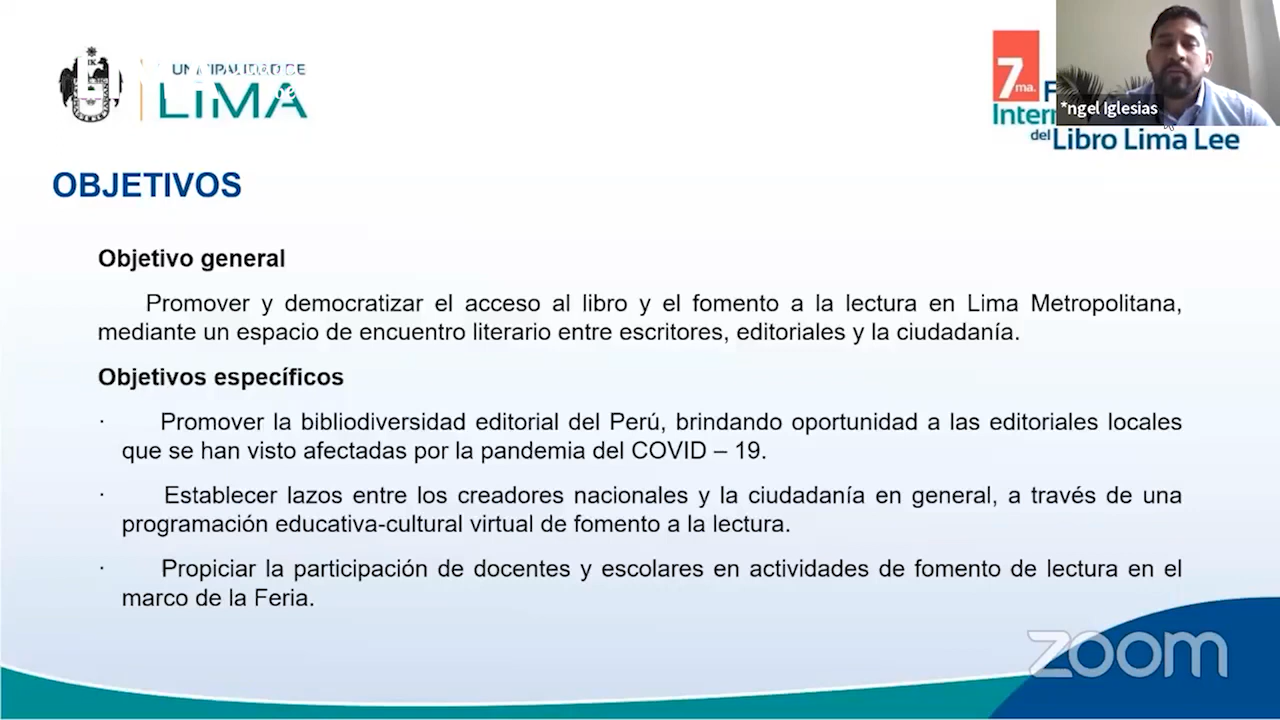 LIMA
7ma.
del Libro Lima Lee
*ngel Iglesias
OBJETIVOS
Objetivo general
Promover y democratizar el acceso al libro y el fomento a la lectura en Lima Metropolitana,
mediante un espacio de encuentro literario entre escritores, editoriales y la ciudadanía.
Objetivos específicos
· Promover la bibliodiversidad editorial del Perú, brindando oportunidad a las editoriales locales
que se han visto afectadas por la pandemia del COVID – 19.
· Establecer lazos entre los creadores nacionales y la ciudadanía en general, a través de una
programación educativa-cultural virtual de fomento a la lectura.
· Propiciar la participación de docentes y escolares en actividades de fomento de lectura en el
marco de la Feria.
zoom